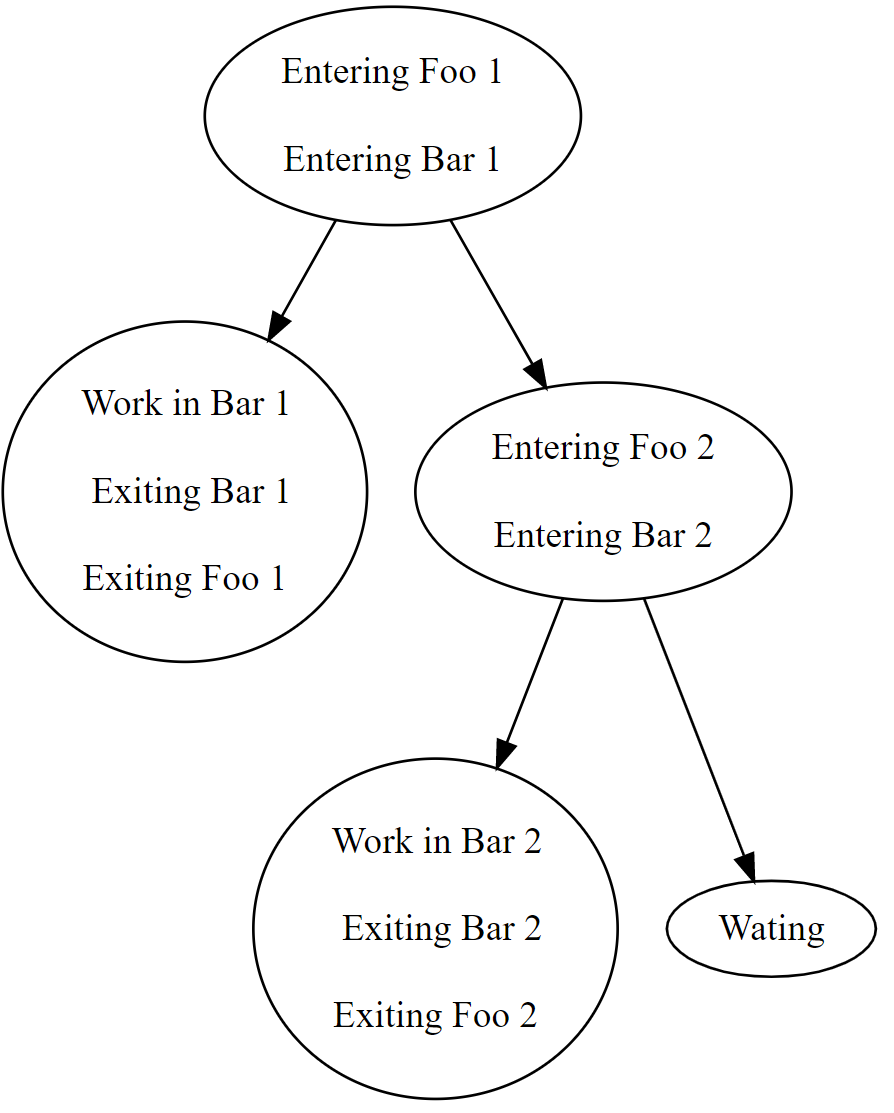 Entering Foo 1
Entering Bar 1
Work in Bar 1
Exiting Bar 1
Exiting Foo 1
Entering Foo 2
Entering Bar 2
Work in Bar 2
Exiting Bar 2
Exiting Foo 2
Wating